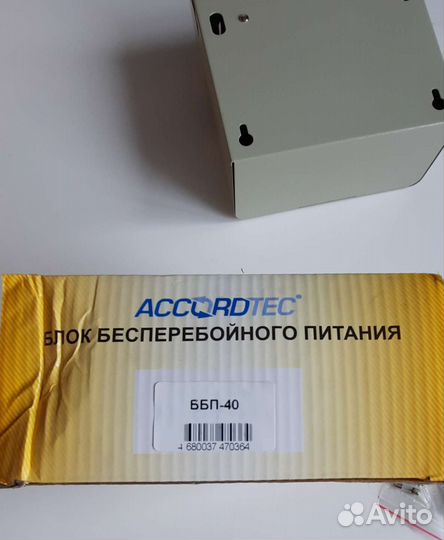 ACCORDTEC®
БЛОК БЕСПЕРЕБОЙНОГО ПИТАНИЯ
ББП-40
4 680037 470364
Avito